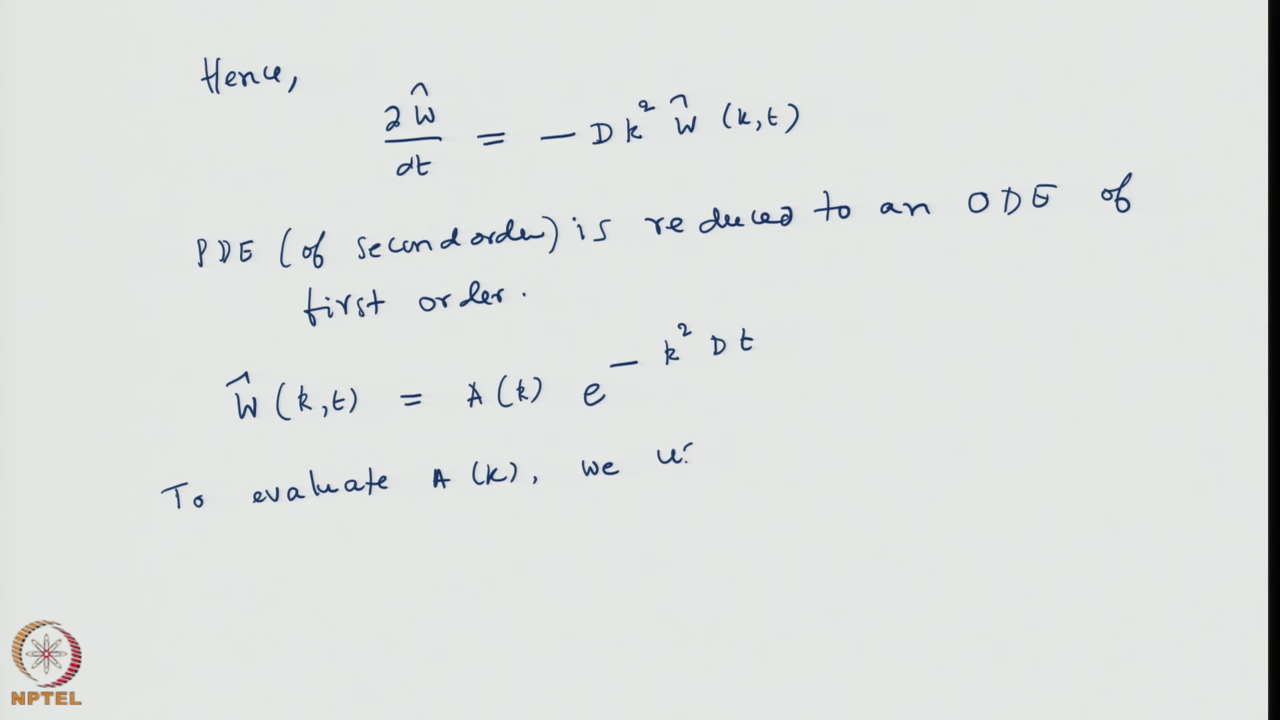 Hence,
∂Ŵ/dt = − D k² Ŵ (k,t)
PDE (of second order) is reduced to an ODE of
first order.
Ŵ (k,t) = A(k) e^{− k² D t}
To evaluate A (k), we
NPTEL